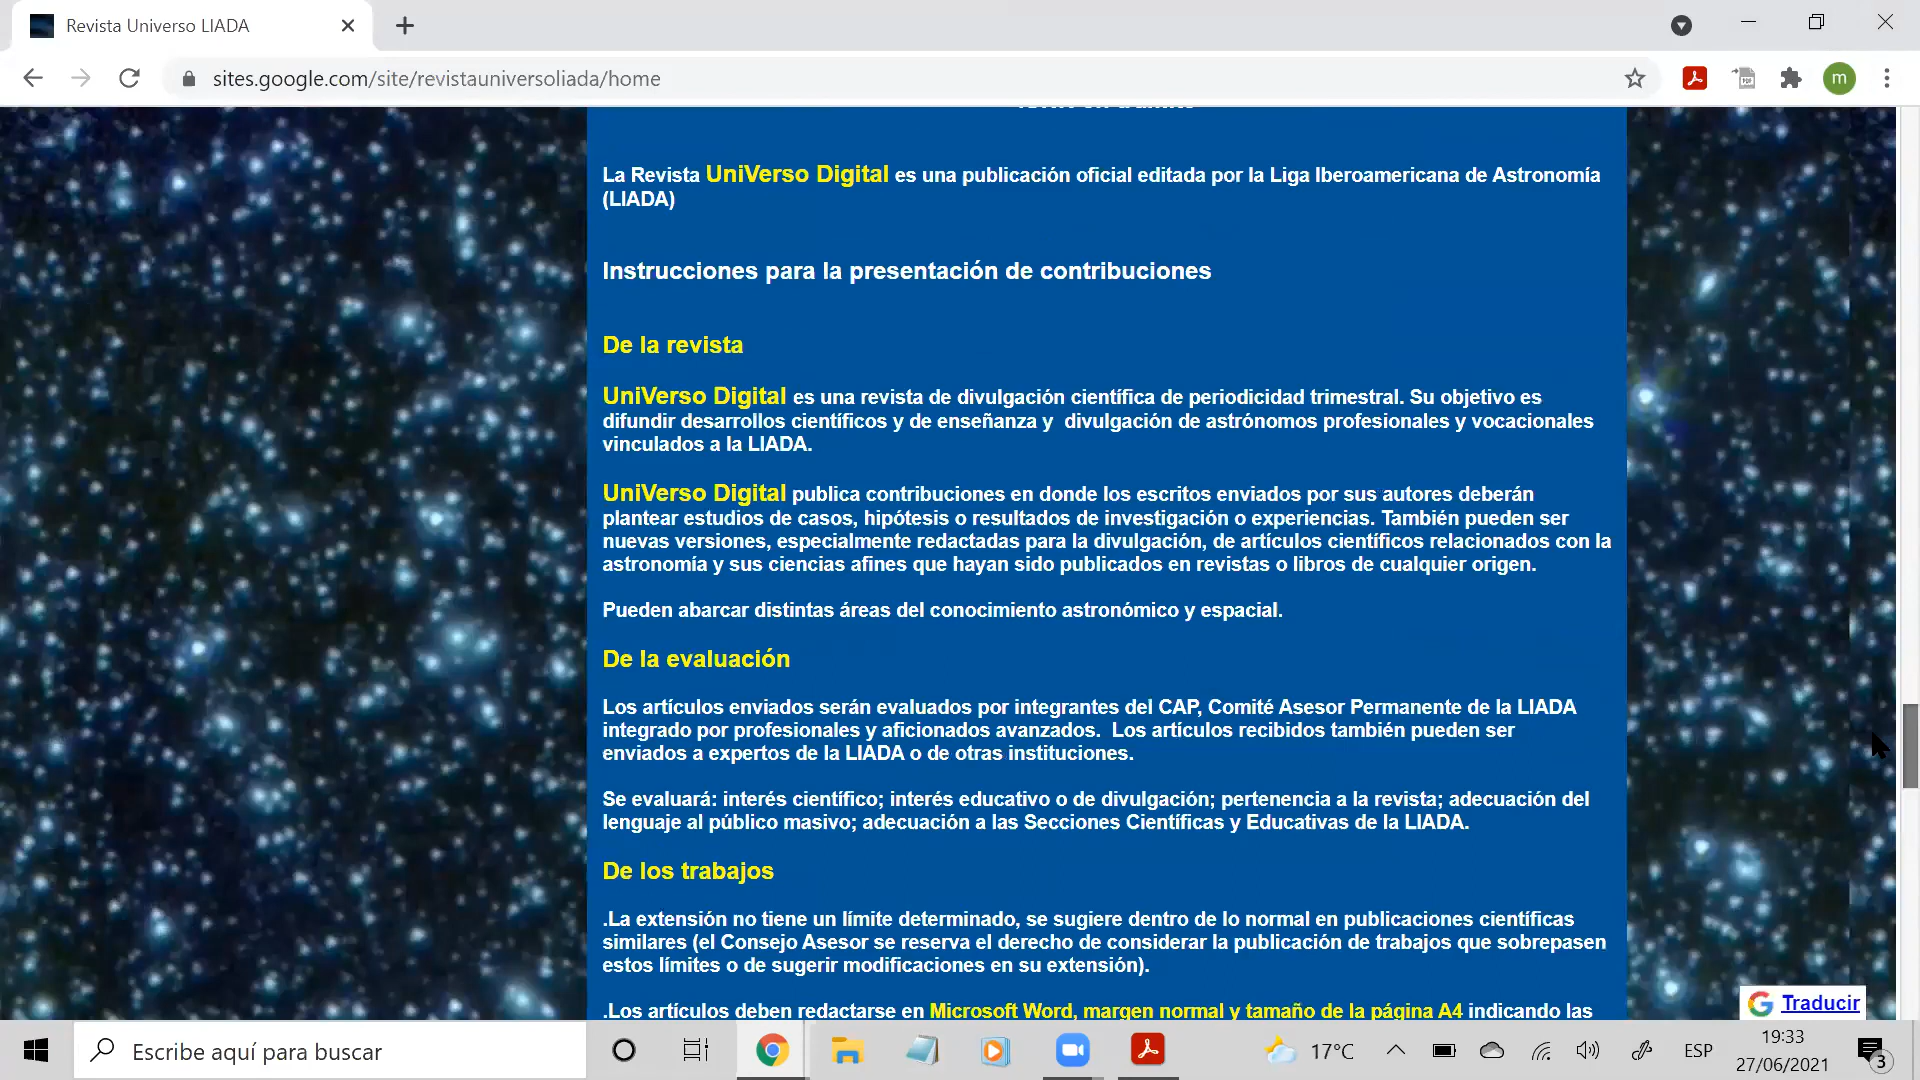 Revista Universo LIADA
sites.google.com/site/revistauniversoliada/home
m
La Revista UniVerso Digital es una publicación oficial editada por la Liga Iberoamericana de Astronomía
(LIADA)
Instrucciones para la presentación de contribuciones
De la revista
UniVerso Digital es una revista de divulgación científica de periodicidad trimestral. Su objetivo es
difundir desarrollos científicos y de enseñanza y  divulgación de astrónomos profesionales y vocacionales
vinculados a la LIADA.
UniVerso Digital publica contribuciones en donde los escritos enviados por sus autores deberán
plantear estudios de casos, hipótesis o resultados de investigación o experiencias. También pueden ser
nuevas versiones, especialmente redactadas para la divulgación, de artículos científicos relacionados con la
astronomía y sus ciencias afines que hayan sido publicados en revistas o libros de cualquier origen.
Pueden abarcar distintas áreas del conocimiento astronómico y espacial.
De la evaluación
Los artículos enviados serán evaluados por integrantes del CAP, Comité Asesor Permanente de la LIADA
integrado por profesionales y aficionados avanzados.  Los artículos recibidos también pueden ser
enviados a expertos de la LIADA o de otras instituciones.
Se evaluará: interés científico; interés educativo o de divulgación; pertenencia a la revista; adecuación del
lenguaje al público masivo; adecuación a las Secciones Científicas y Educativas de la LIADA.
De los trabajos
.La extensión no tiene un límite determinado, se sugiere dentro de lo normal en publicaciones científicas
similares (el Consejo Asesor se reserva el derecho de considerar la publicación de trabajos que sobrepasen
estos límites o de sugerir modificaciones en su extensión).
.Los artículos deben redactarse en Microsoft Word, margen normal y tamaño de la página A4 indicando las
Traducir
Escribe aquí para buscar
17°C
ESP
19:33
27/06/2021
3